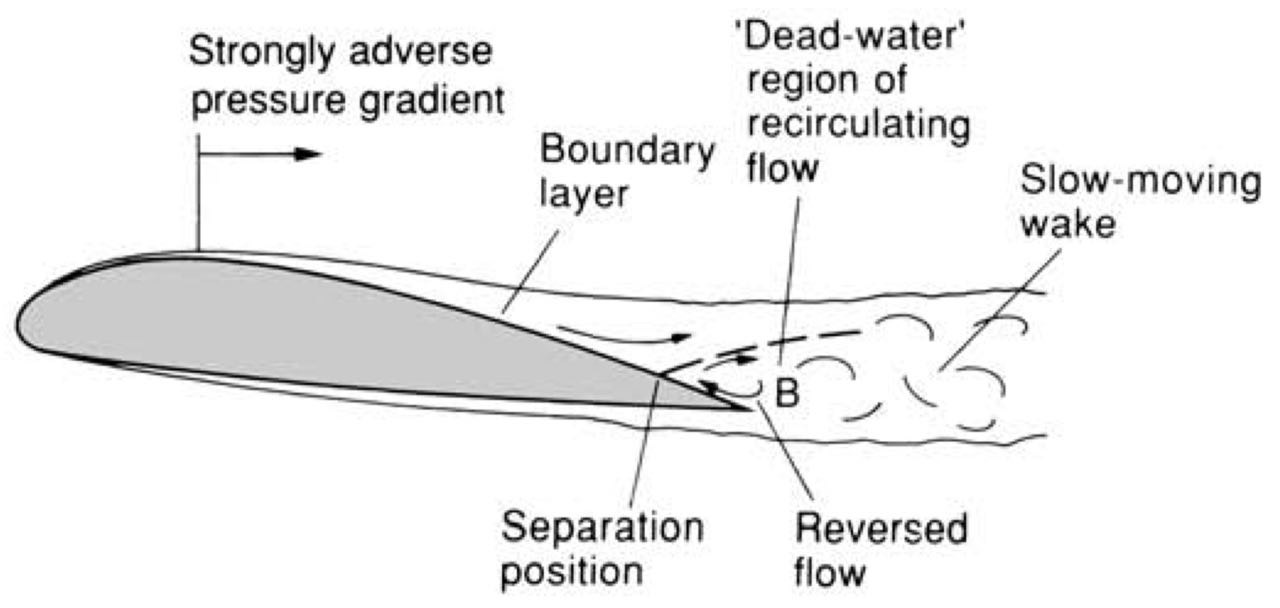 Strongly adverse
pressure gradient
'Dead-water'
region of
recirculating
flow
Boundary
layer
Slow-moving
wake
B
Separation
position
Reversed
flow